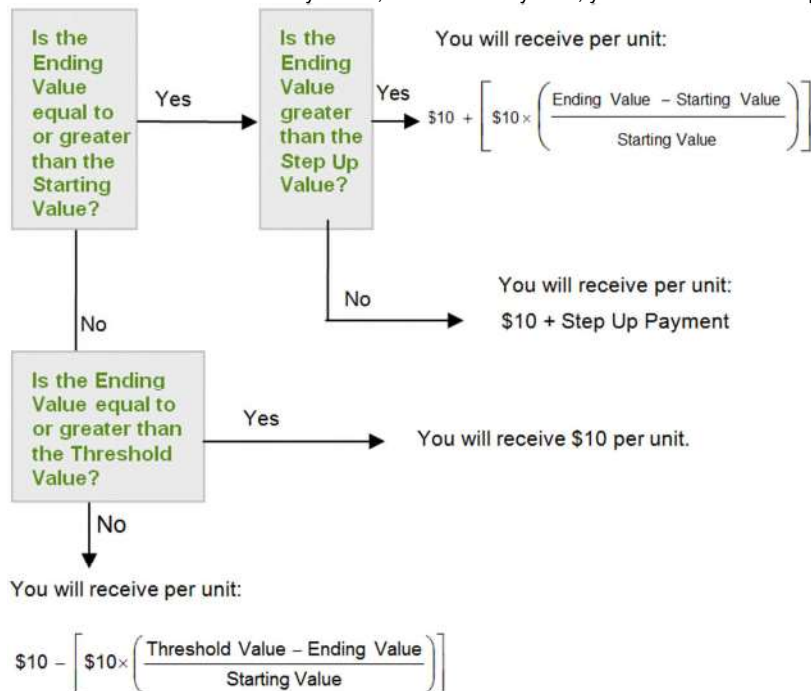 Is the
Ending
Value
equal to
or greater
than the
Starting
Value?
Yes
Is the
Ending
Value
greater
than the
Step Up
Value?
Yes
You will receive per unit:
$10 + [ $10 × ( Ending Value – Starting Value
Starting Value ) ]
No
You will receive per unit:
$10 + Step Up Payment
No
Is the Ending
Value equal to
or greater than
the Threshold
Value?
Yes
You will receive $10 per unit.
No
You will receive per unit:
$10 – [ $10× ( Threshold Value – Ending Value
Starting Value ) ]